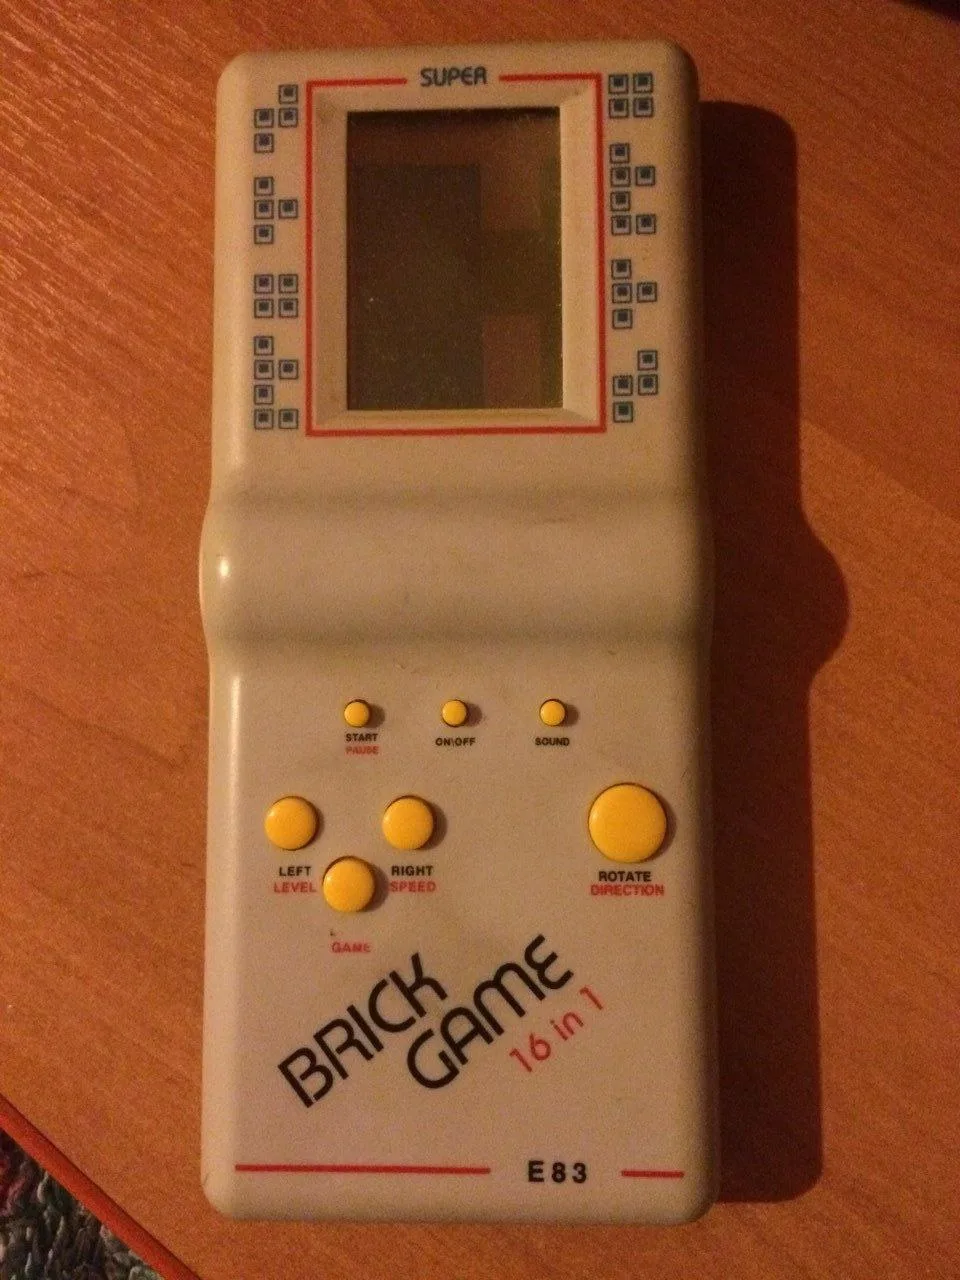 SUPER
START
PAUSE
ON\OFF
SOUND
LEFT
LEVEL
RIGHT
SPEED
ROTATE
DIRECTION
GAME
BRICK
GAME
16 in 1
E83